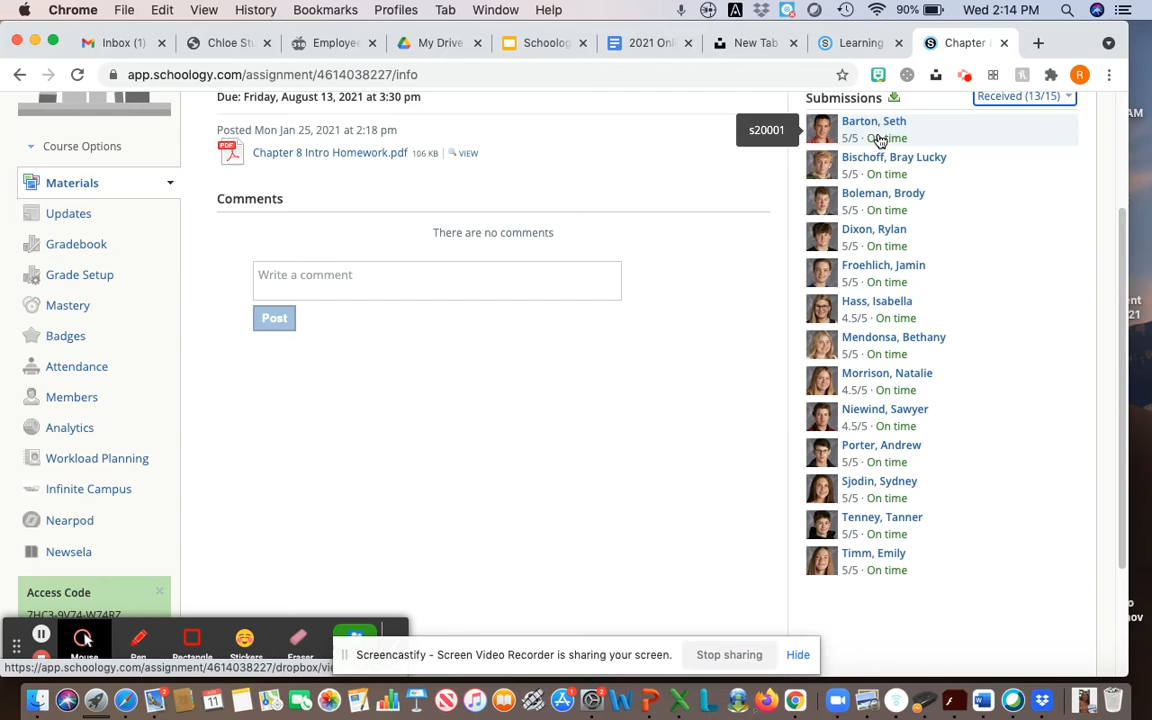 Chrome File Edit View History Bookmarks Profiles Tab Window Help 90% Wed 2:14 PM
Inbox (1) Chloe Stu Employee My Drive Schoolog 2021 Onl New Tab Learning Chapter
app.schoology.com/assignment/4614038227/info
Due: Friday, August 13, 2021 at 3:30 pm
Posted Mon Jan 25, 2021 at 2:18 pm
PDF Chapter 8 Intro Homework.pdf 106 KB VIEW
Comments
There are no comments
Write a comment
Post
Course Options
Materials
Updates
Gradebook
Grade Setup
Mastery
Badges
Attendance
Members
Analytics
Workload Planning
Infinite Campus
Nearpod
Newsela
Access Code
Submissions Received (13/15)
s20001
Barton, Seth
5/5 · On time
Bischoff, Bray Lucky
5/5 · On time
Boleman, Brody
5/5 · On time
Dixon, Rylan
5/5 · On time
Froehlich, Jamin
5/5 · On time
Hass, Isabella
4.5/5 · On time
Mendonsa, Bethany
5/5 · On time
Morrison, Natalie
4.5/5 · On time
Niewind, Sawyer
4.5/5 · On time
Porter, Andrew
5/5 · On time
Sjodin, Sydney
5/5 · On time
Tenney, Tanner
5/5 · On time
Timm, Emily
5/5 · On time
Mouse Pen Rectangle Stickers Eraser
Screencastify - Screen Video Recorder is sharing your screen. Stop sharing Hide
https://app.schoology.com/assignment/4614038227/dropbox/vie